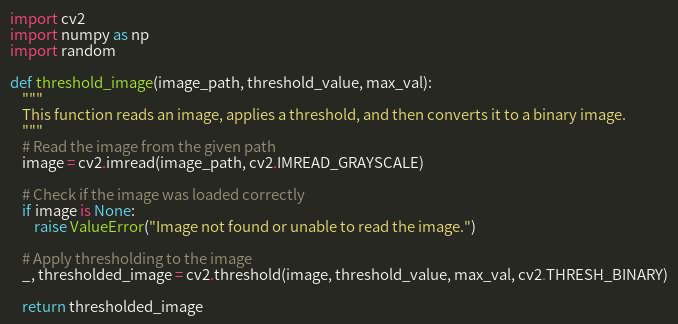 import cv2
import numpy as np
import random
def threshold_image(image_path, threshold_value, max_val):
"""
This function reads an image, applies a threshold, and then converts it to a binary image.
"""
# Read the image from the given path
image = cv2.imread(image_path, cv2.IMREAD_GRAYSCALE)
# Check if the image was loaded correctly
if image is None:
raise ValueError("Image not found or unable to read the image.")
# Apply thresholding to the image
_, thresholded_image = cv2.threshold(image, threshold_value, max_val, cv2.THRESH_BINARY)
return thresholded_image